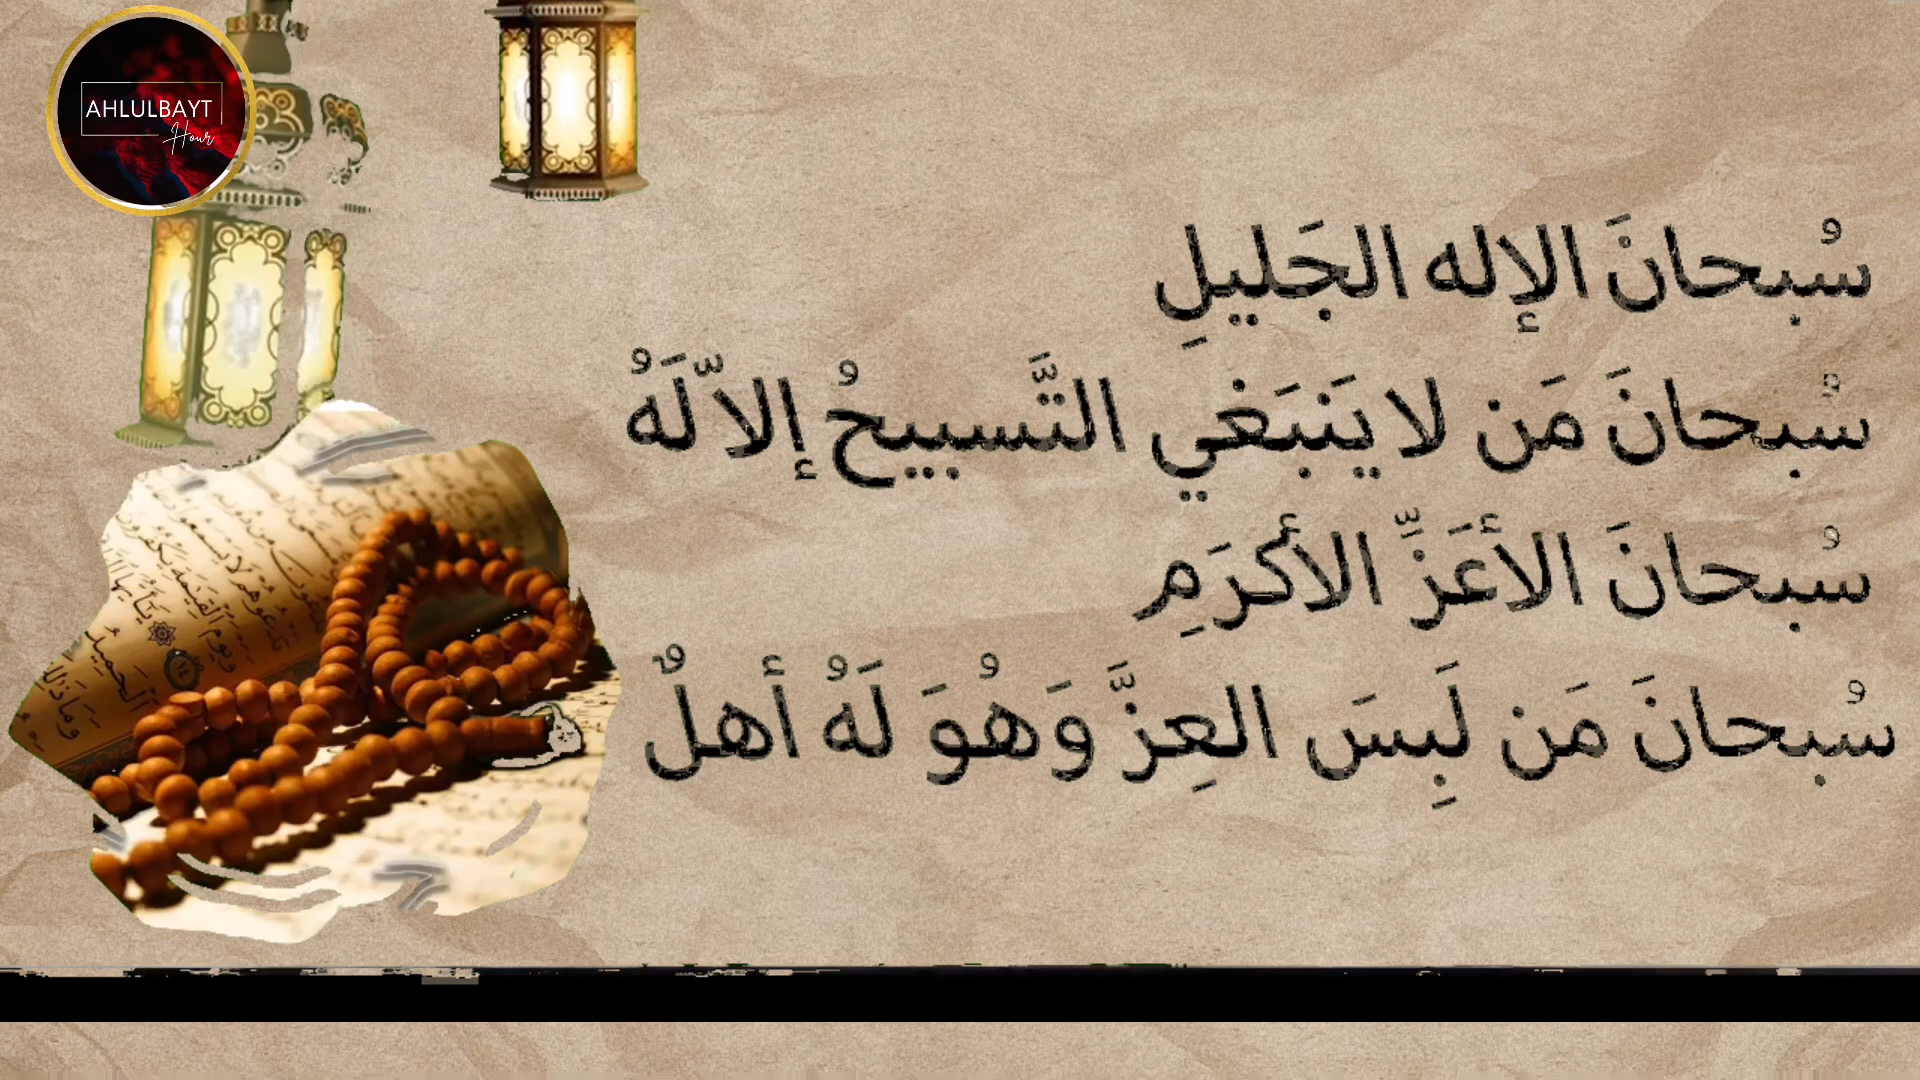 AHLULBAYT
Hour
سُبحانَ الإله الجَليلِ
سُبحانَ مَن لا يَنبَغي التَّسبيحُ إلاّ لَهُ
سُبحانَ الأعَزِّ الأكرَمِ
سُبحانَ مَن لَبِسَ العِزَّ وَهُوَ لَهُ أهلٌ